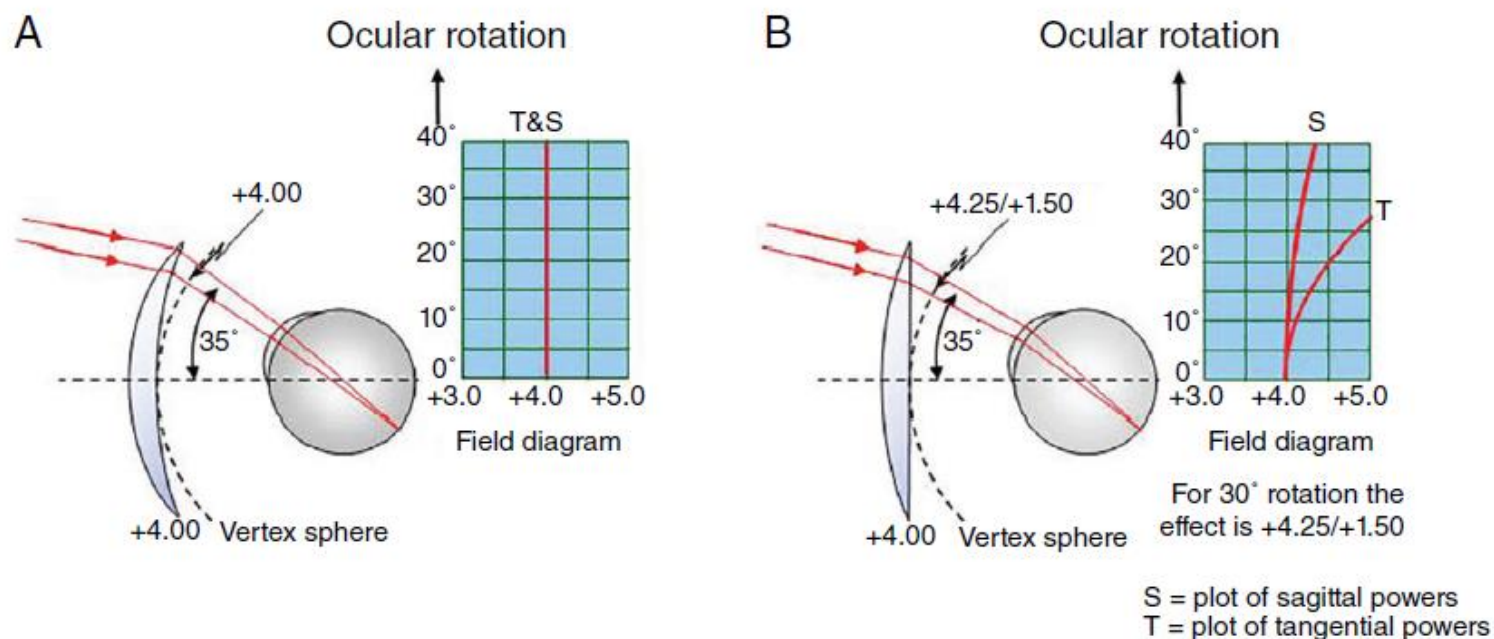 A
Ocular rotation
T&S
40°
30°
20°
10°
0°
+3.0 +4.0 +5.0
Field diagram
+4.00
35°
+4.00
Vertex sphere
B
Ocular rotation
S
T
40°
30°
20°
10°
0°
+3.0 +4.0 +5.0
Field diagram
+4.25/+1.50
35°
+4.00
Vertex sphere
For 30° rotation the
effect is +4.25/+1.50
S = plot of sagittal powers
T = plot of tangential powers